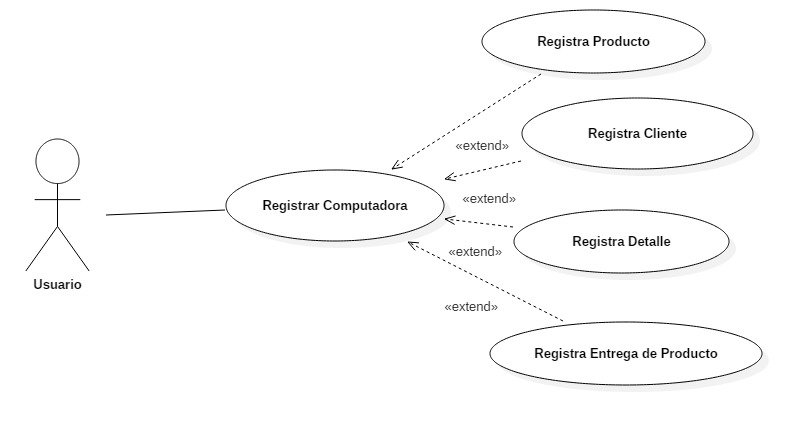 Registra Producto
Registra Cliente
«extend»
«extend»
Registrar Computadora
Registra Detalle
«extend»
Usuario
«extend»
Registra Entrega de Producto